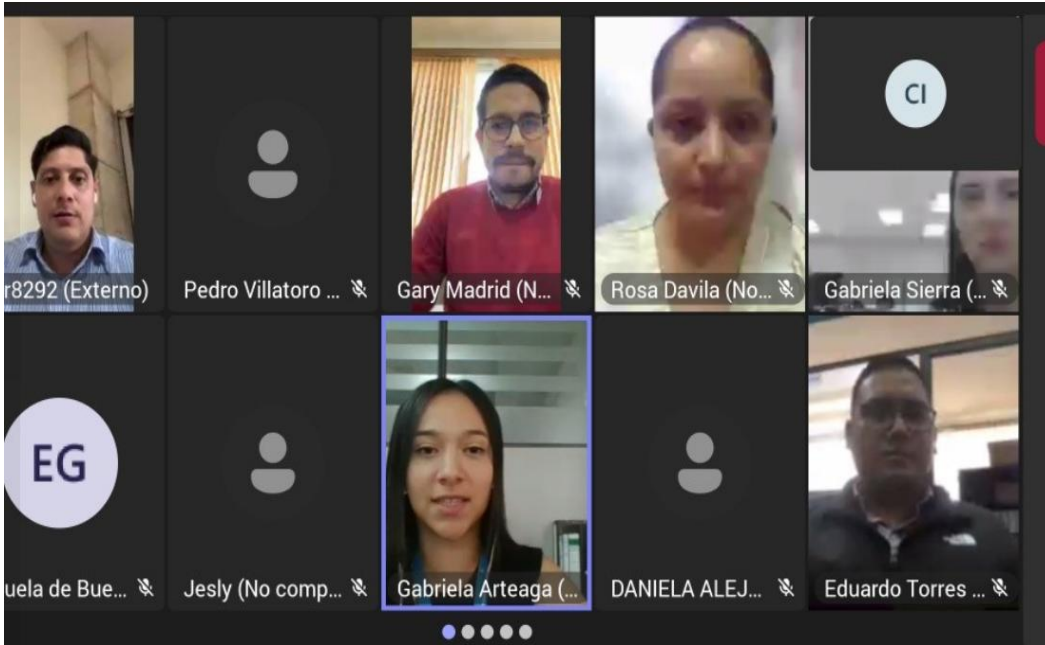 r8292 (Externo)
Pedro Villatoro ...
Gary Madrid (N...
Rosa Davila (No...
CI
Gabriela Sierra (...
EG
uela de Bue...
Jesly (No comp...
Gabriela Arteaga (...
DANIELA ALEJ...
Eduardo Torres ...